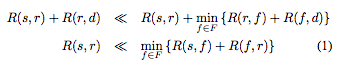 R(s, r) + R(r, d) ≪ R(s, r) + min_{f∈F} {R(r, f) + R(f, d)}
R(s, r) ≪ min_{f∈F} {R(s, f) + R(f, r)} (1)